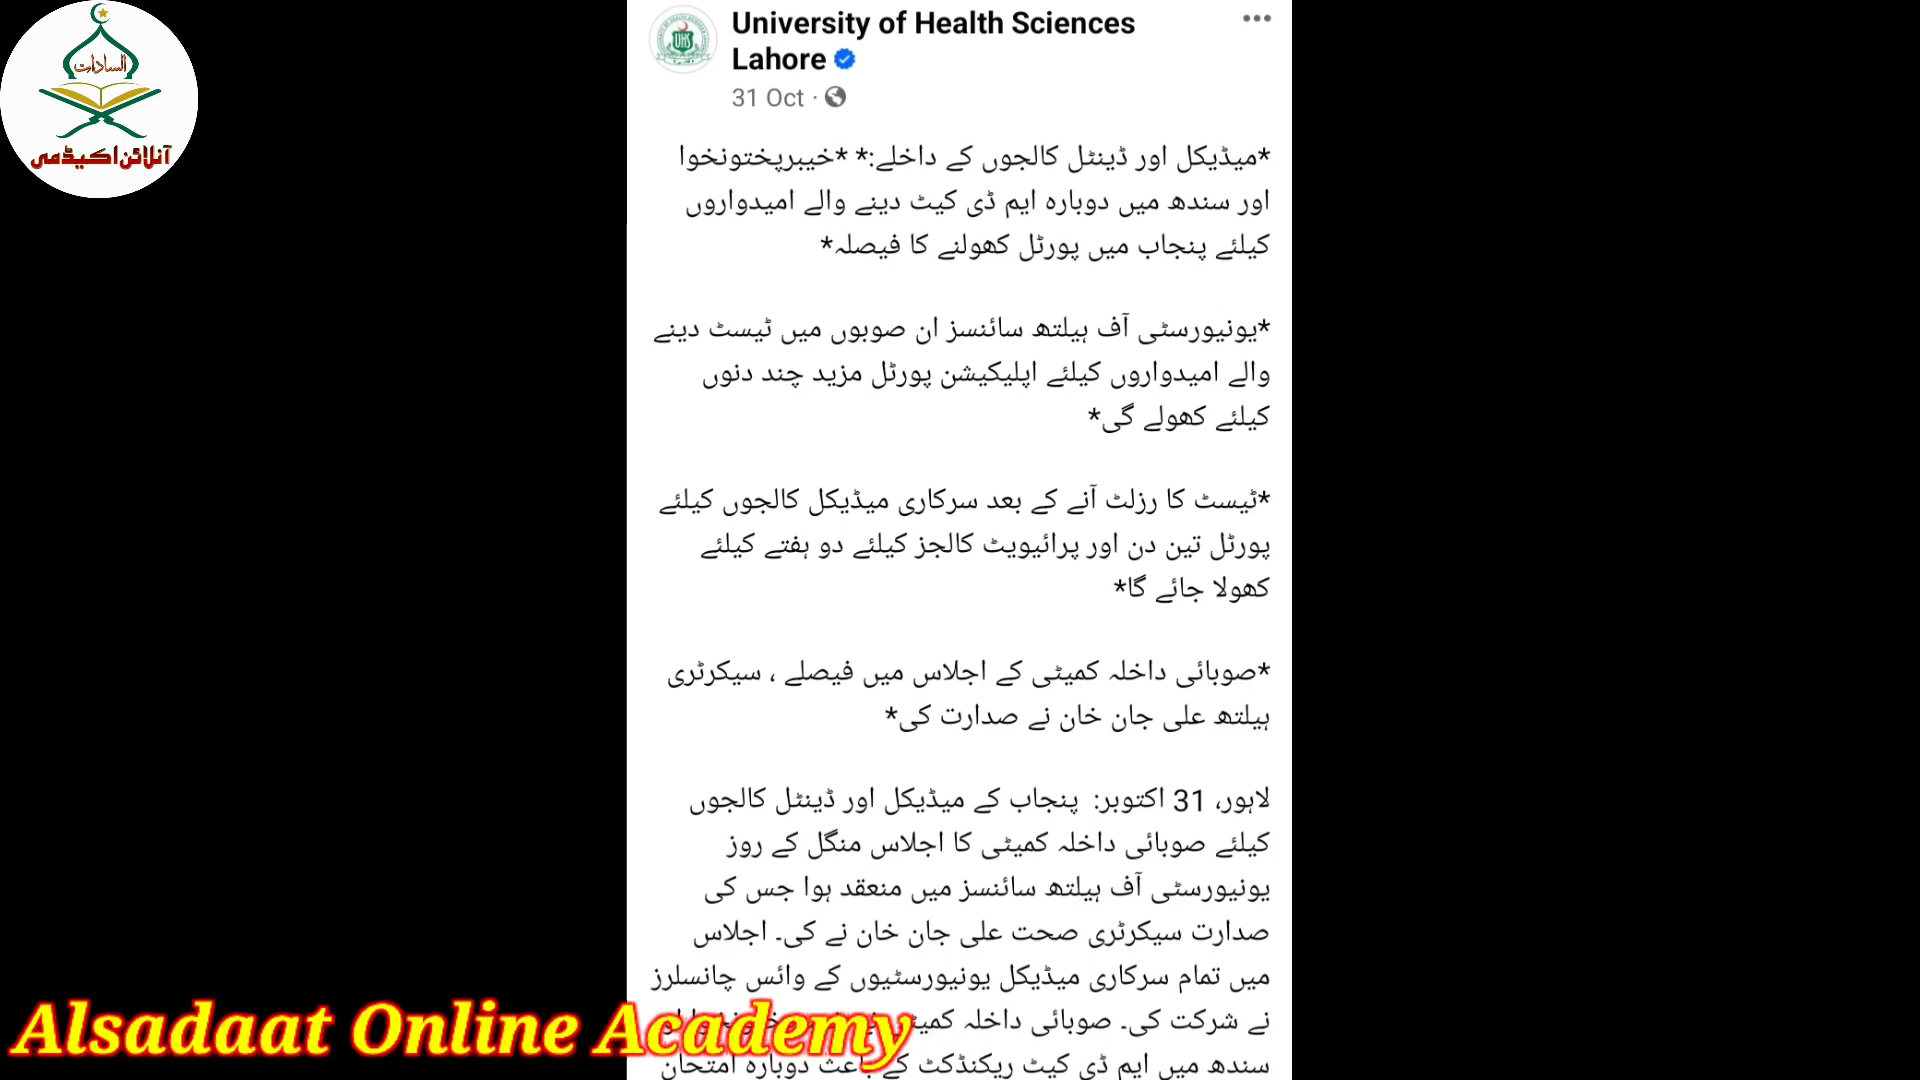 السادات
آنلائن اکیڈمی
University of Health Sciences
Lahore
31 Oct
*میڈیکل اور ڈینٹل کالجوں کے داخلے:* *خیبرپختونخوا
اور سندھ میں دوبارہ ایم ڈی کیٹ دینے والے امیدواروں
کیلئے پنجاب میں پورٹل کھولنے کا فیصلہ*
*یونیورسٹی آف ہیلتھ سائنسز ان صوبوں میں ٹیسٹ دینے
والے امیدواروں کیلئے اپلیکیشن پورٹل مزید چند دنوں
کیلئے کھولے گی*
*ٹیسٹ کا رزلٹ آنے کے بعد سرکاری میڈیکل کالجوں کیلئے
پورٹل تین دن اور پرائیویٹ کالجز کیلئے دو ہفتے کیلئے
کھولا جائے گا*
*صوبائی داخلہ کمیٹی کے اجلاس میں فیصلے ، سیکرٹری
ہیلتھ علی جان خان نے صدارت کی*
لاہور، 31 اکتوبر: پنجاب کے میڈیکل اور ڈینٹل کالجوں
کیلئے صوبائی داخلہ کمیٹی کا اجلاس منگل کے روز
یونیورسٹی آف ہیلتھ سائنسز میں منعقد ہوا جس کی
صدارت سیکرٹری صحت علی جان خان نے کی۔ اجلاس
میں تمام سرکاری میڈیکل یونیورسٹیوں کے وائس چانسلرز
نے شرکت کی۔ صوبائی داخلہ
سندھ میں ایم ڈی کیٹ ریکنڈکٹ کے باعث دوبارہ امتحان
Alsadaat Online Academy